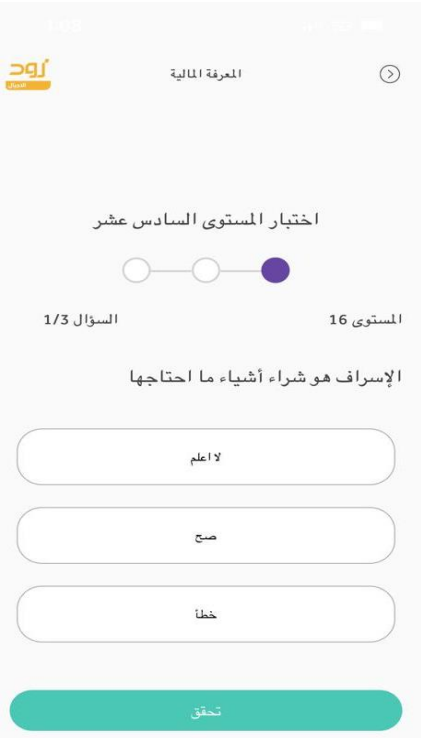 زود
المعرفة المالية
اختبار المستوى السادس عشر
المستوى 16
السؤال 1/3
الإسراف هو شراء أشياء ما احتاجها
لا اعلم
صح
خطأ
تحقق